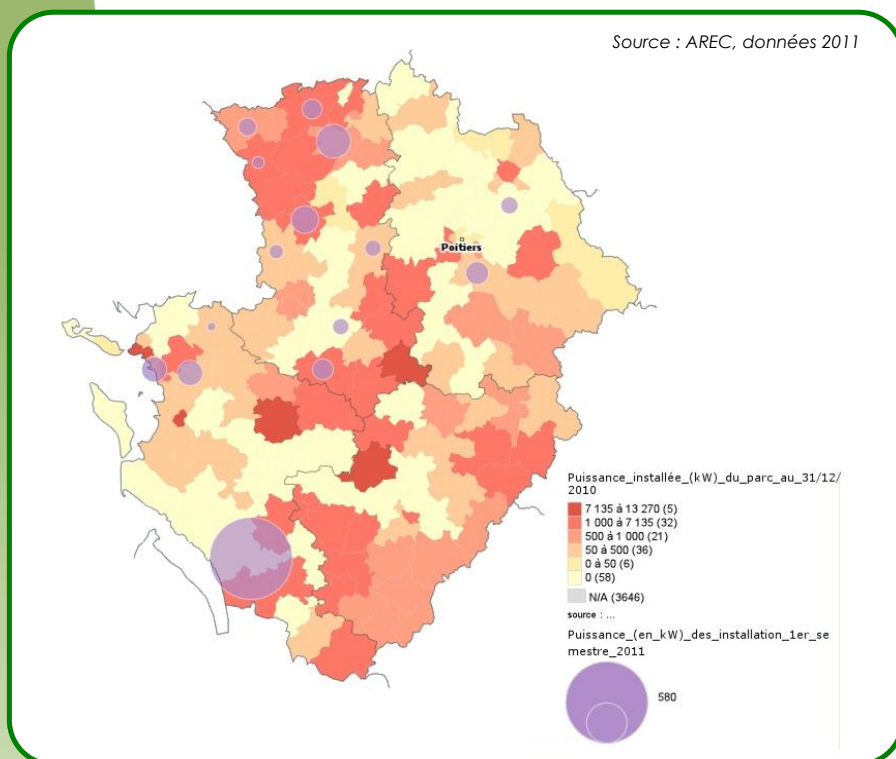 Source : AREC, données 2011
Poitiers
Puissance_installée_(kW)_du_parc_au_31/12/
2010
7 135 à 13 270 (5)
1 000 à 7 135 (32)
500 à 1 000 (21)
50 à 500 (36)
0 à 50 (6)
0 (58)
N/A (3646)
source : ...
Puissance_(en_kW)_des_installation_1er_se
mestre_2011
580